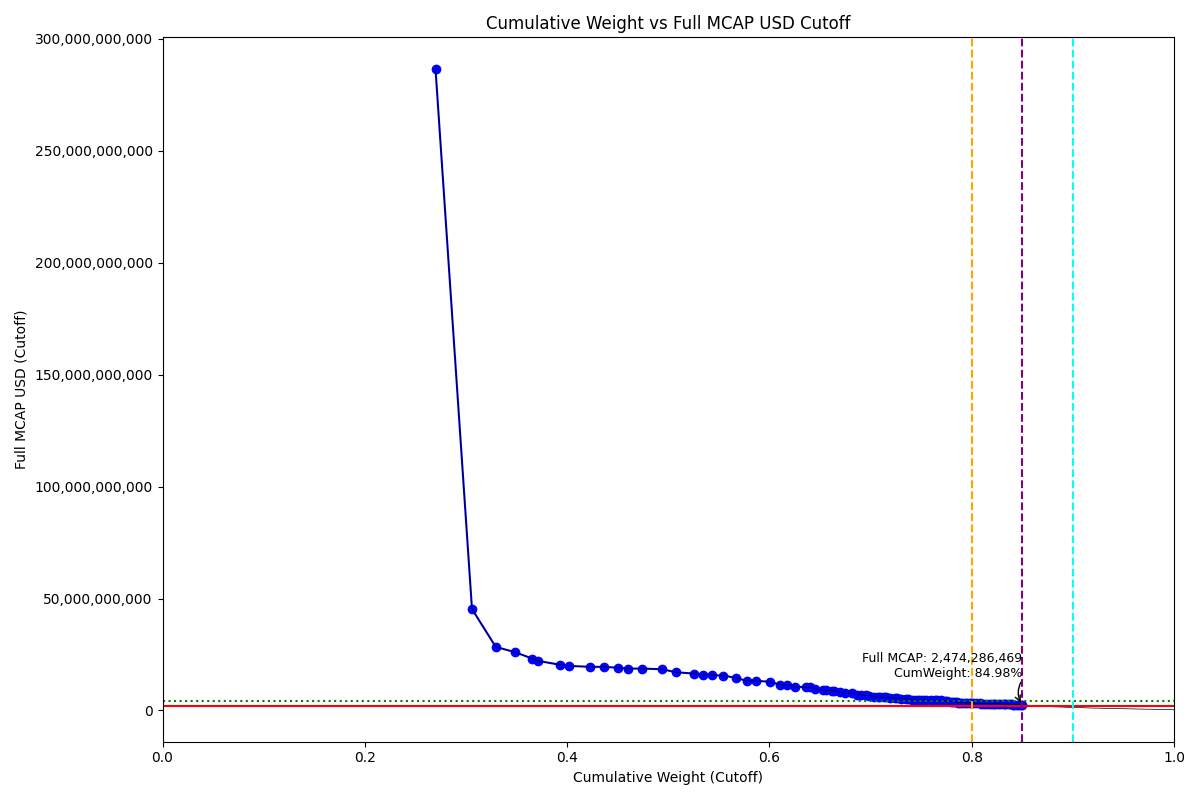 Cumulative Weight vs Full MCAP USD Cutoff
300,000,000,000
250,000,000,000
200,000,000,000
150,000,000,000
100,000,000,000
50,000,000,000
0
Full MCAP USD (Cutoff)
Full MCAP: 2,474,286,469
CumWeight: 84.98%
0.0 0.2 0.4 0.6 0.8 1.0
Cumulative Weight (Cutoff)